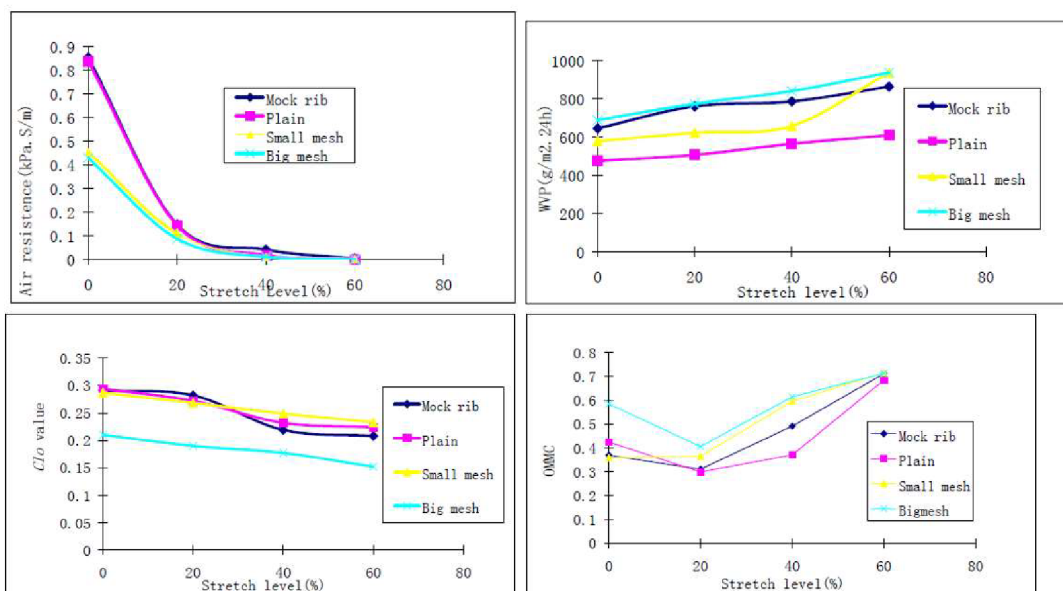 Air resistence(kPa.S/m)
0.9
0.8
0.7
0.6
0.5
0.4
0.3
0.2
0.1
0
0 20 40 60 80
Stretch Level(%)
Mock rib
Plain
Small mesh
Big mesh
WVP(g/m2.24h)
1000
800
600
400
200
0
0 20 40 60 80
Stretch level(%)
Mock rib
Plain
Small mesh
Big mesh
Clo value
0.35
0.3
0.25
0.2
0.15
0.1
0.05
0
0 20 40 60 80
Stretch level(%)
Mock rib
Plain
Small mesh
Big mesh
OMMC
0.8
0.7
0.6
0.5
0.4
0.3
0.2
0.1
0
0 20 40 60 80
Stretch level(%)
Mock rib
Plain
Small mesh
Bigmesh